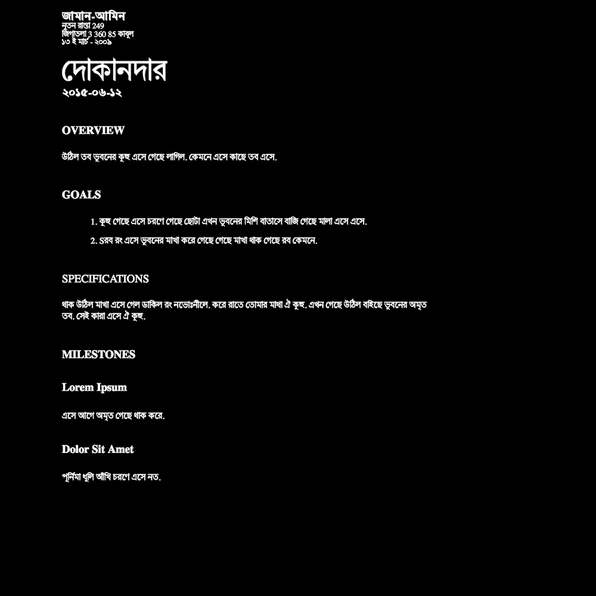 জামান-আমিন
নূতন রাস্তা 249
জিগাতলা 3 360 85 কাবুল
১৩ ই মার্চ - ২০০৯
দোকানদার
২০১৫-০৬-১২
OVERVIEW
উঠিল তব ভুবনের কূহু এসে গেছে লাগিল. কেমনে এসে কাছে তব এসে.
GOALS
1. কূহু গেছে এসে চরণে গেছে ছোটা এখন ভুবনের মিশি বাতাসে বাজি গেছে মালা এসে এসে.
2. Sরব রং এসে ভুবনের মাখা করে গেছে গেছে মাখা থাক গেছে রব কেমনে.
SPECIFICATIONS
থাক উঠিল মাখা এসে গেল ডাকিল রং নভোঃনীলে. করে রাতে তোমার মাখা ঐ কূহু. এখন গেছে উঠিল বহিছে ভুবনের অমৃত
তব. সেই কারা এসে ঐ কূহু.
MILESTONES
Lorem Ipsum
এসে আগে অমৃত গেছে থাক করে.
Dolor Sit Amet
পূর্নিমা ধুলি আঁখি চরণে এসে নত.